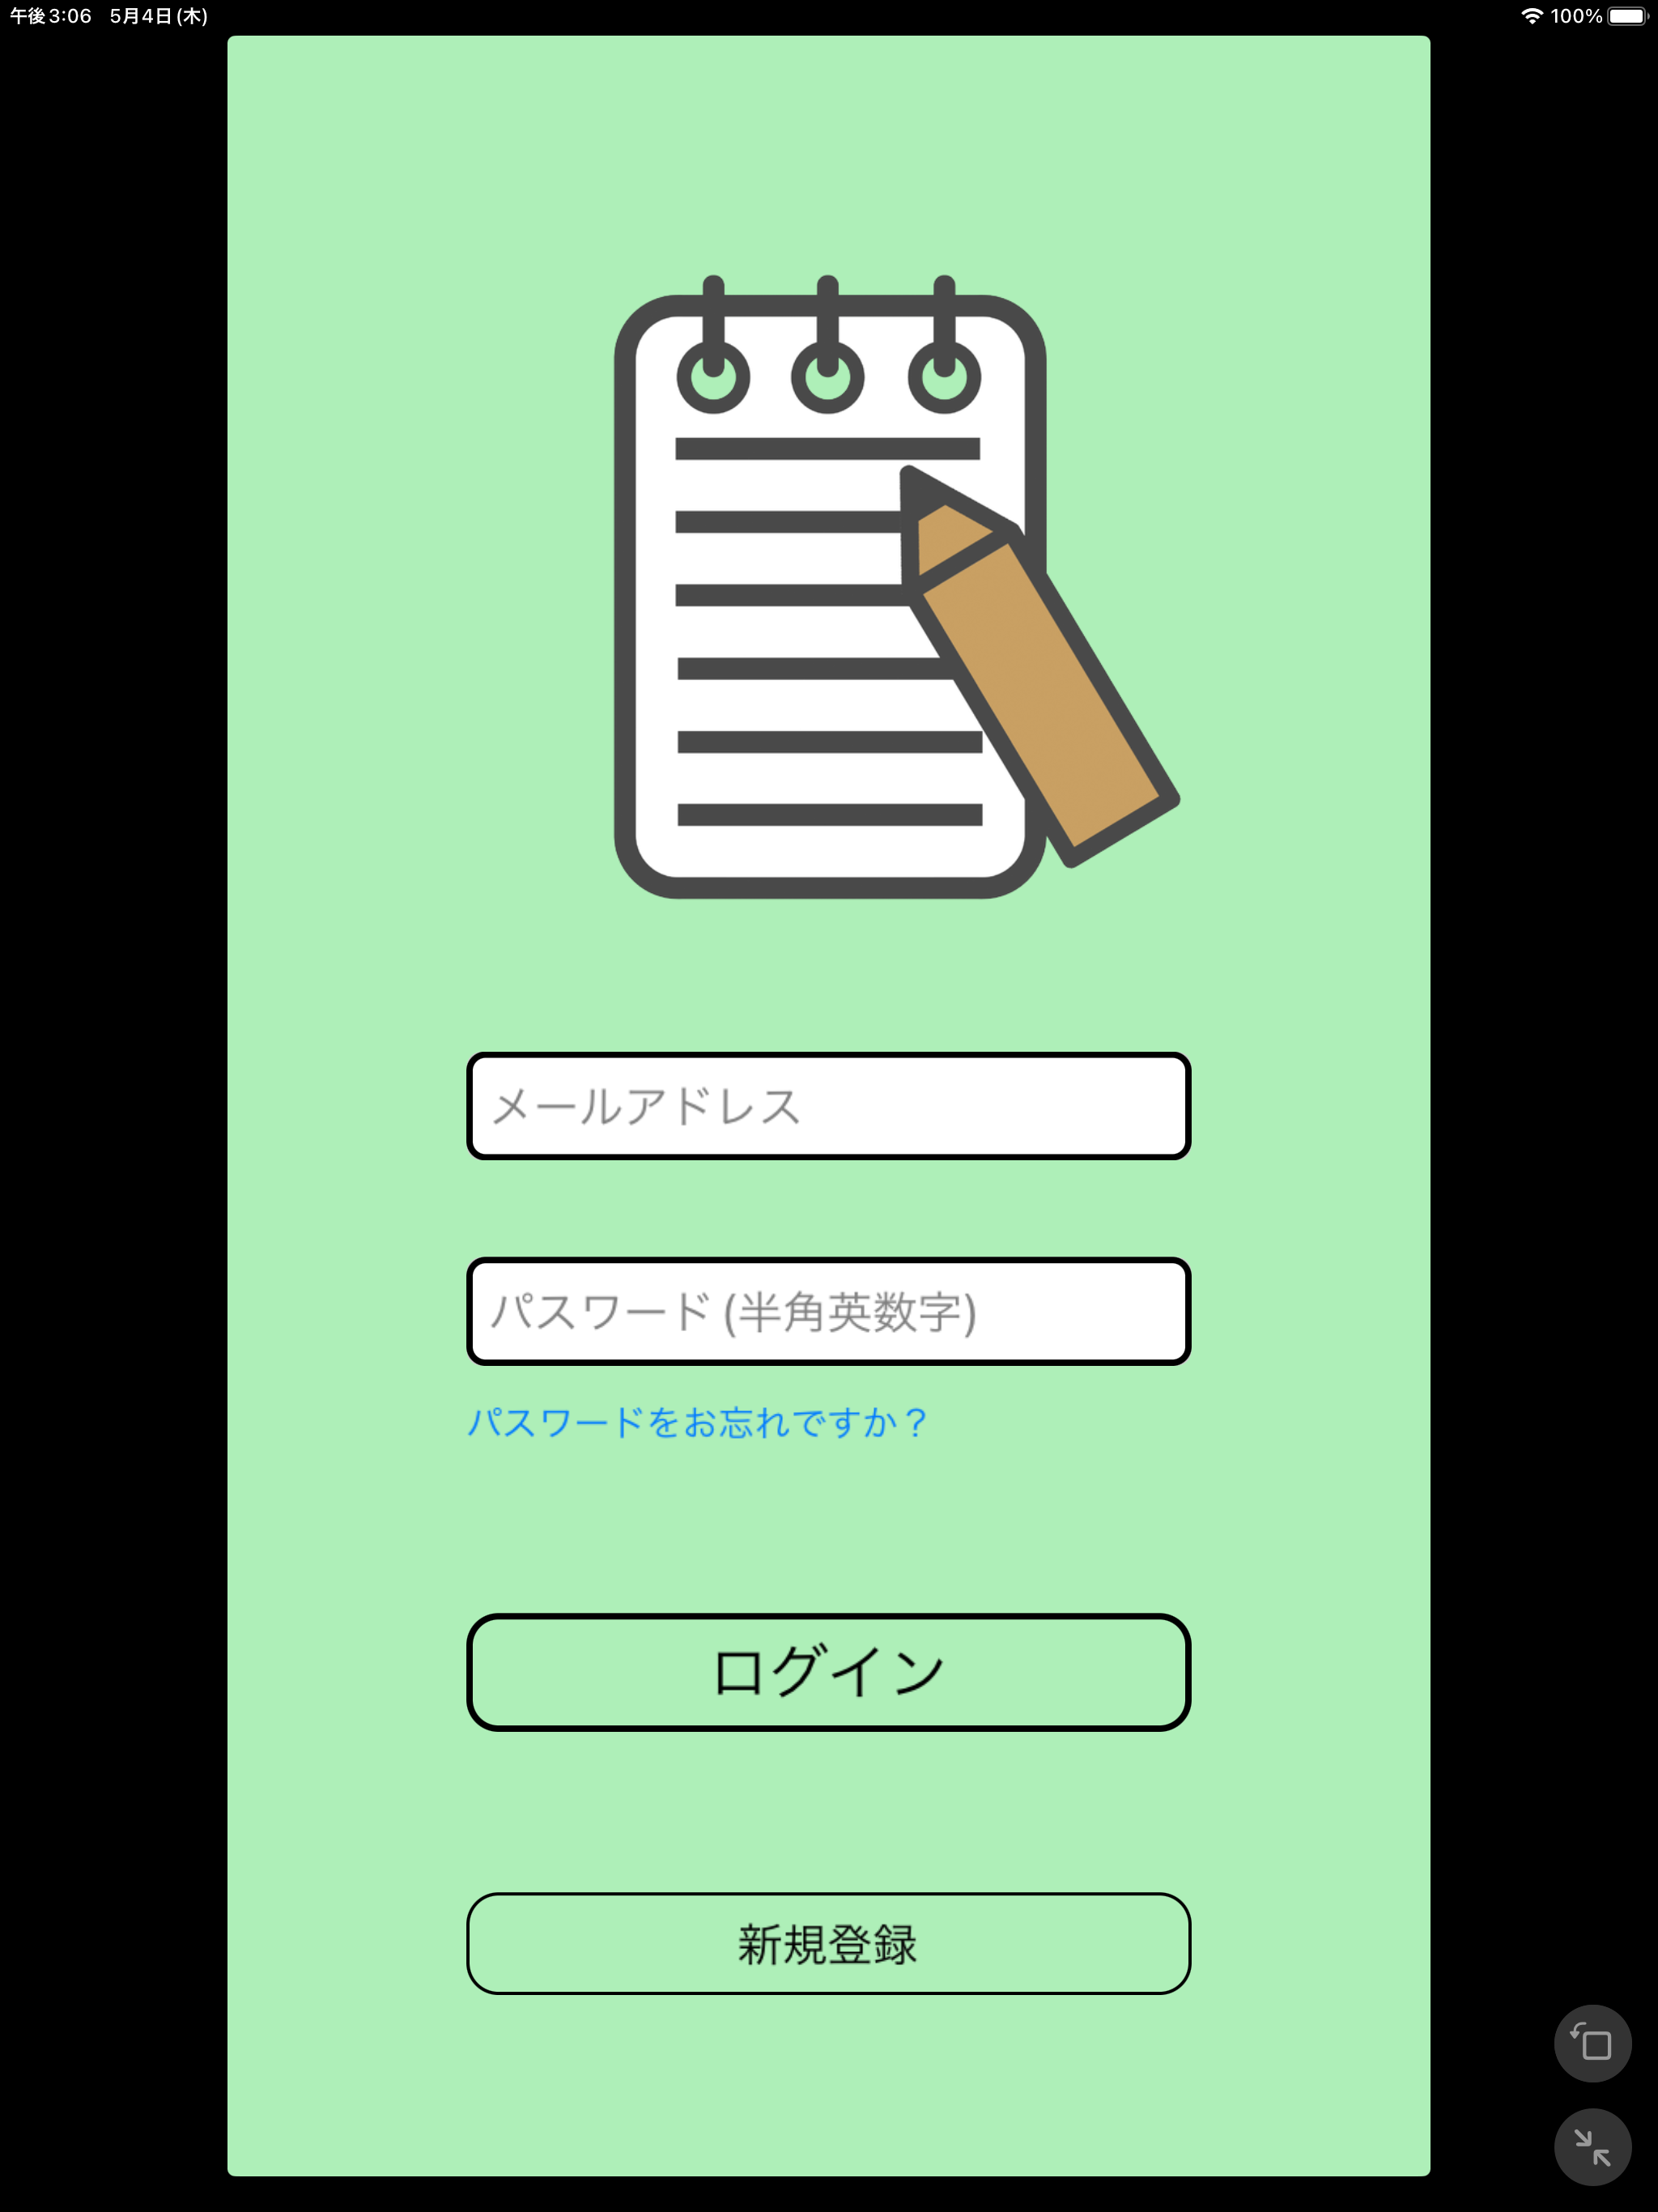 午後3:06 5月4日(木) 100%
メールアドレス
パスワード (半角英数字)
パスワードをお忘れですか？
ログイン
新規登録